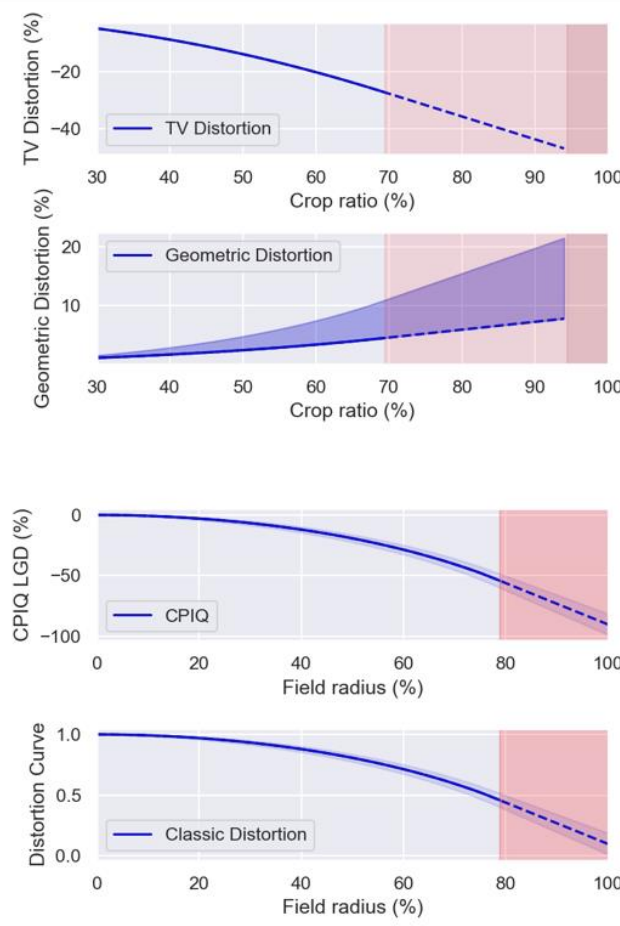 TV Distortion (%)
−20
−40
TV Distortion
30 40 50 60 70 80 90 100
Crop ratio (%)
Geometric Distortion (%)
20
10
Geometric Distortion
30 40 50 60 70 80 90 100
Crop ratio (%)
CPIQ LGD (%)
0
−50
−100
CPIQ
0 20 40 60 80 100
Field radius (%)
Distortion Curve
1.0
0.5
0.0
Classic Distortion
0 20 40 60 80 100
Field radius (%)